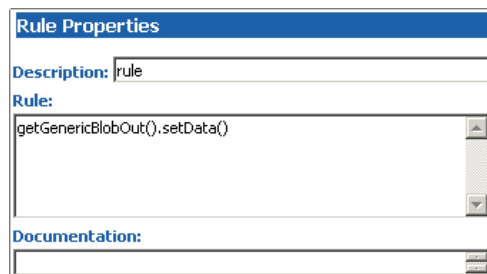 Rule Properties
Description: rule
Rule:
getGenericBlobOut().setData()
Documentation: